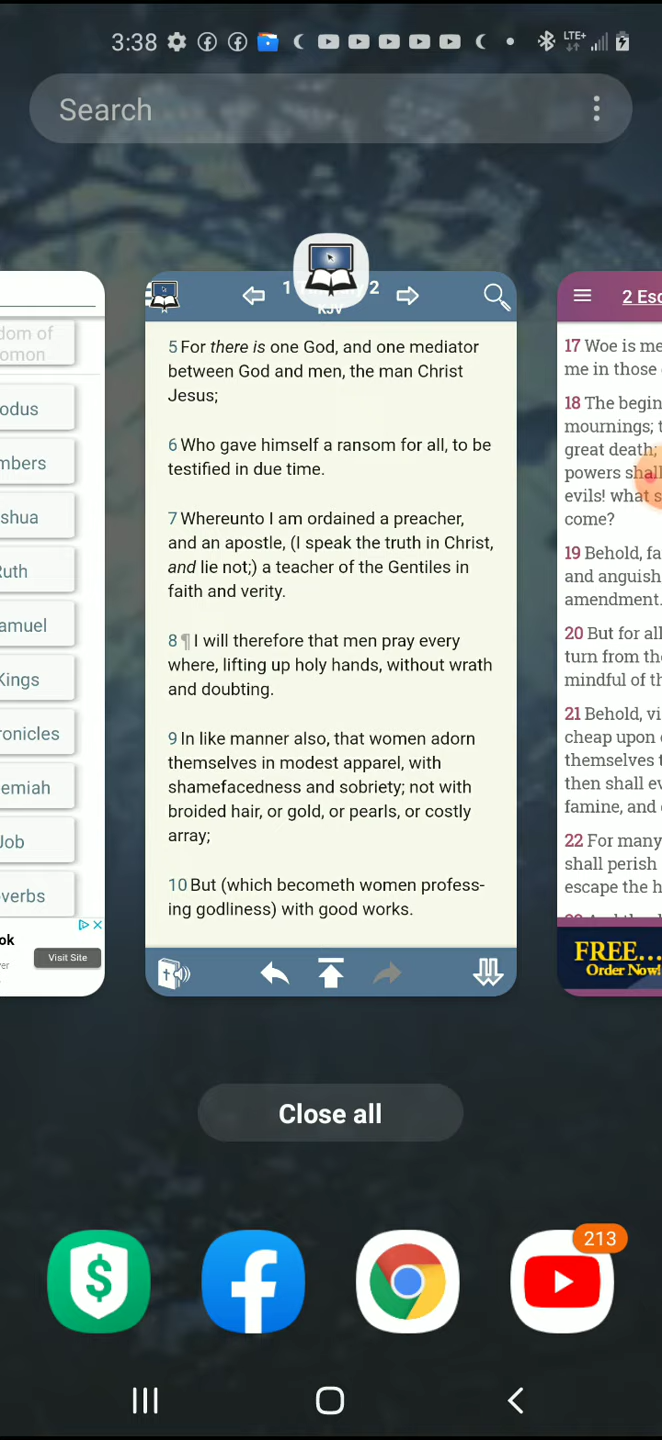 3:38
LTE+
Search
dom of
omon
odus
mbers
shua
Ruth
amuel
Kings
ronicles
emiah
Job
verbs
ok
ver
Visit Site
1
2
KJV
5 For there is one God, and one mediator
between God and men, the man Christ
Jesus;
6 Who gave himself a ransom for all, to be
testified in due time.
7 Whereunto I am ordained a preacher,
and an apostle, (I speak the truth in Christ,
and lie not;) a teacher of the Gentiles in
faith and verity.
8 ¶ I will therefore that men pray every
where, lifting up holy hands, without wrath
and doubting.
9 In like manner also, that women adorn
themselves in modest apparel, with
shamefacedness and sobriety; not with
broided hair, or gold, or pearls, or costly
array;
10 But (which becometh women profess-
ing godliness) with good works.
2 Esd
17 Woe is me
me in those
18 The begin
mournings; t
great death;
powers shall
evils! what s
come?
19 Behold, fa
and anguish
amendment.
20 But for all
turn from the
mindful of th
21 Behold, vi
cheap upon
themselves t
then shall ev
famine, and
22 For many
shall perish
escape the h
FREE...
Order Now!
Close all
213